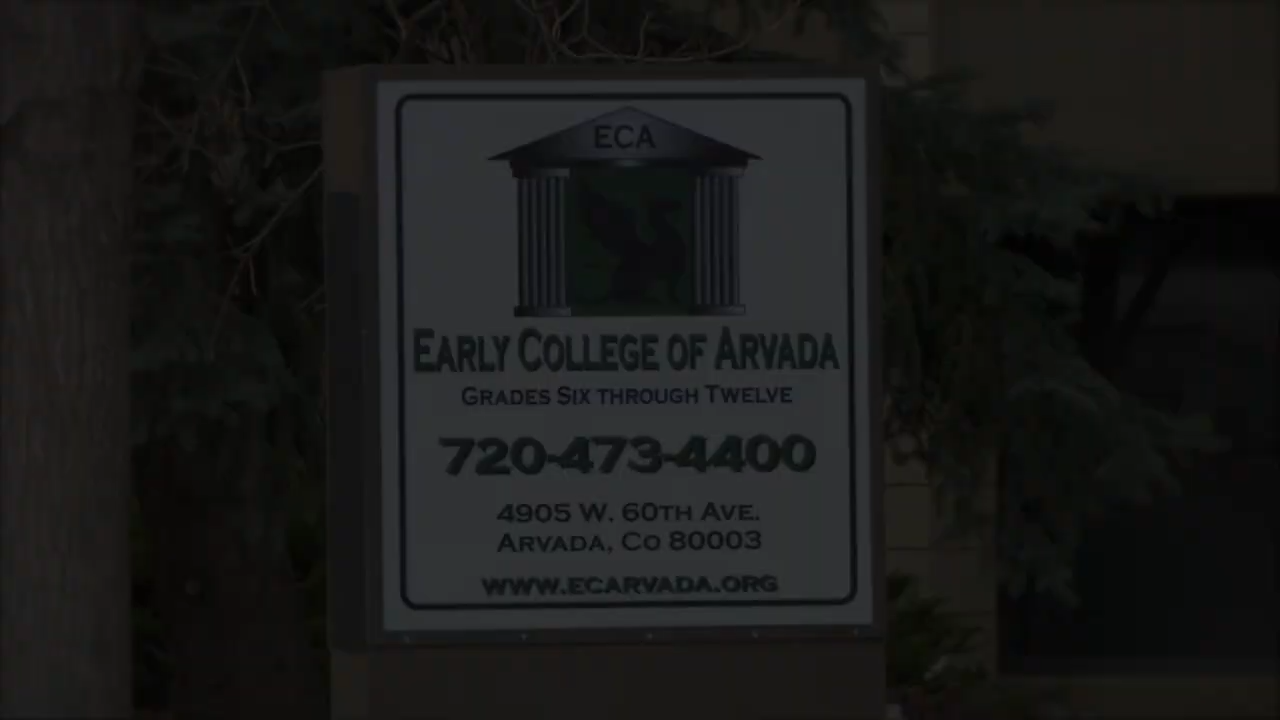 ECA
EARLY COLLEGE OF ARVADA
GRADES SIX THROUGH TWELVE
720-473-4400
4905 W. 60TH AVE.
ARVADA, CO 80003
WWW.ECARVADA.ORG